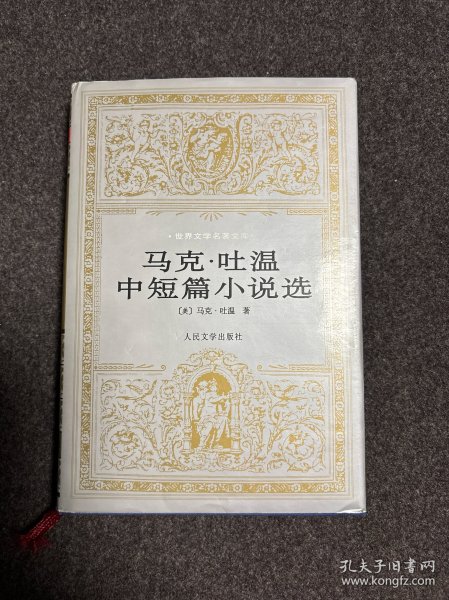 ·世界文学名著文库·
马克·吐温
中短篇小说选
〔美〕马克·吐温 著
人民文学出版社
孔夫子旧书网
www.kongfz.com